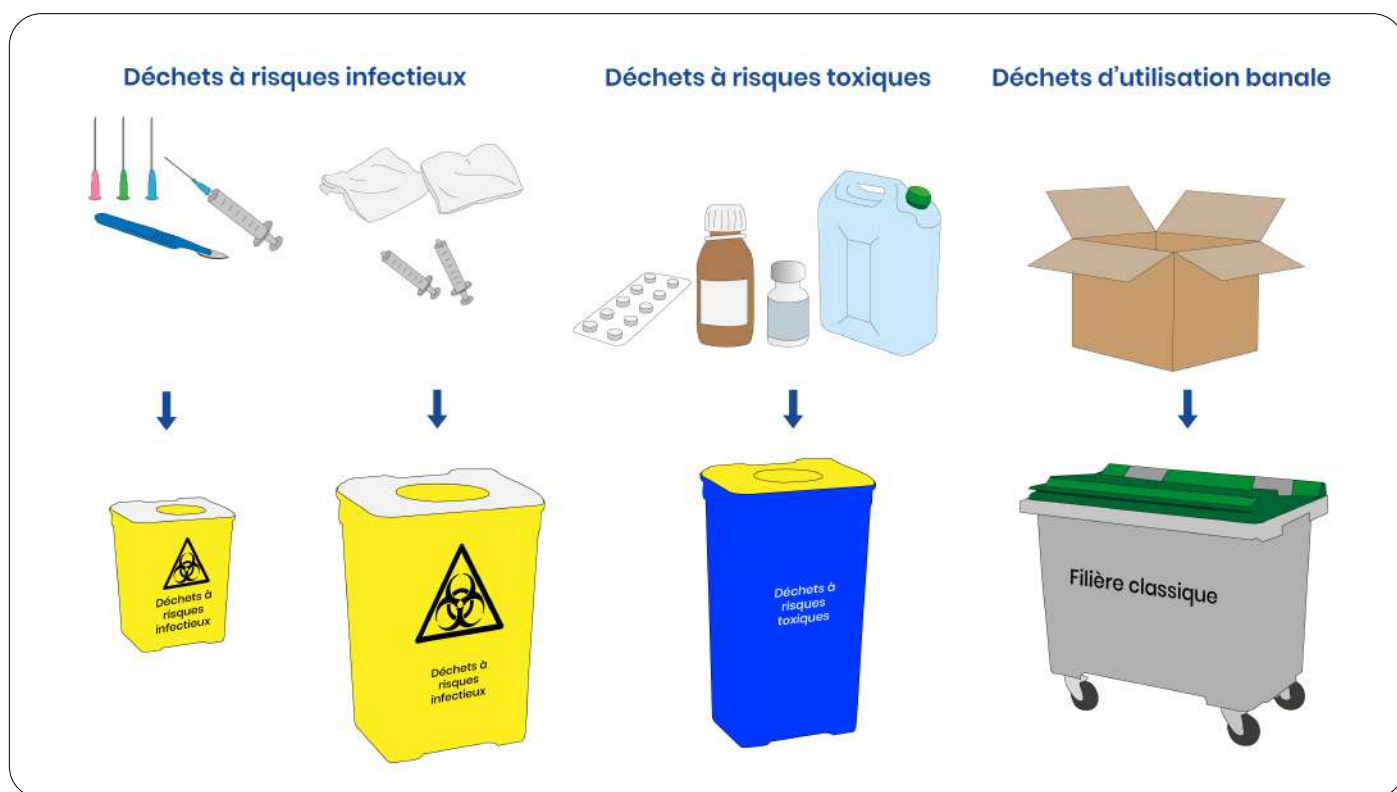 Déchets à risques infectieux
Déchets à risques toxiques
Déchets d'utilisation banale
Déchets à
risques
infectieux
Déchets à
risques
infectieux
Déchets à
risques
toxiques
Filière classique